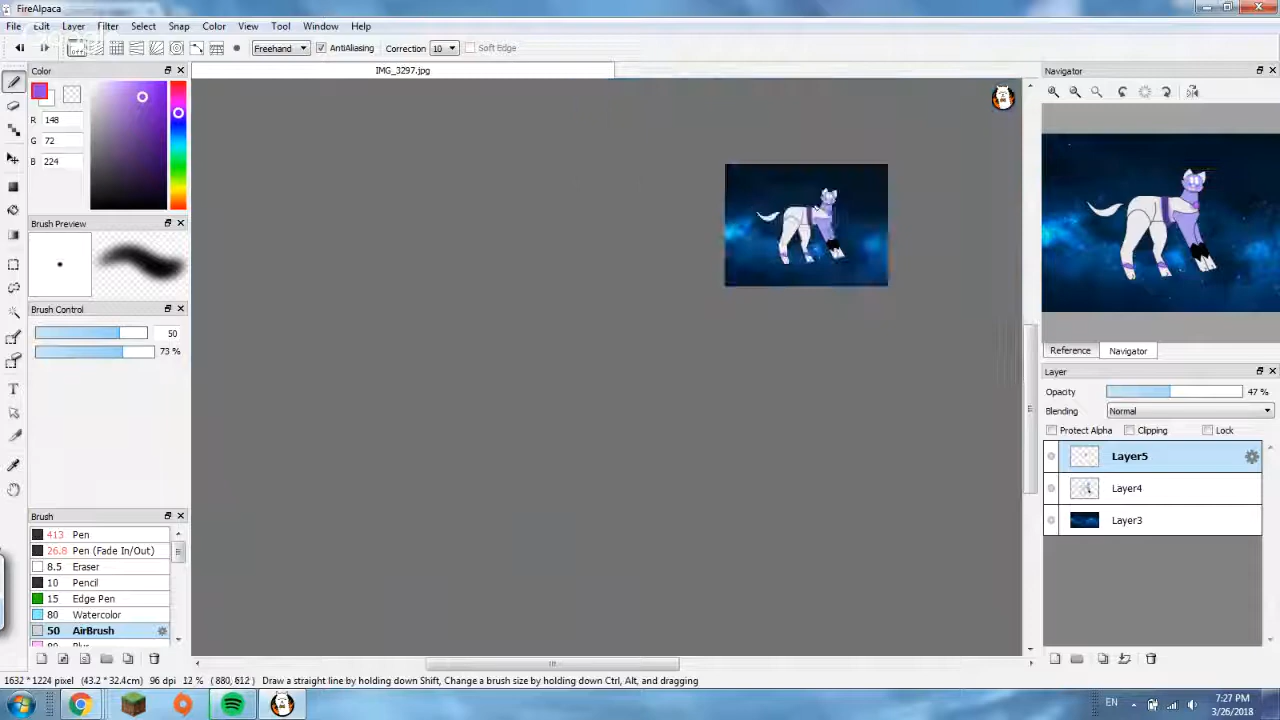 FireAlpaca
File Edit Layer Filter Select Snap Color View Tool Window Help
off Freehand AntiAliasing Correction 10 Soft Edge
Color
IMG_3297.jpg
Navigator
R 148
G 72
B 224
Brush Preview
Brush Control
50
73 %
Reference Navigator
Layer
Opacity 47 %
Blending Normal
Protect Alpha Clipping Lock
Layer5
Layer4
Layer3
Brush
413 Pen
26.8 Pen (Fade In/Out)
8.5 Eraser
10 Pencil
15 Edge Pen
80 Watercolor
50 AirBrush
1632 * 1224 pixel (43.2 * 32.4cm) 96 dpi 12 % (880, 612) Draw a straight line by holding down Shift, Change a brush size by holding down Ctrl, Alt, and dragging
EN 7:27 PM
3/26/2018